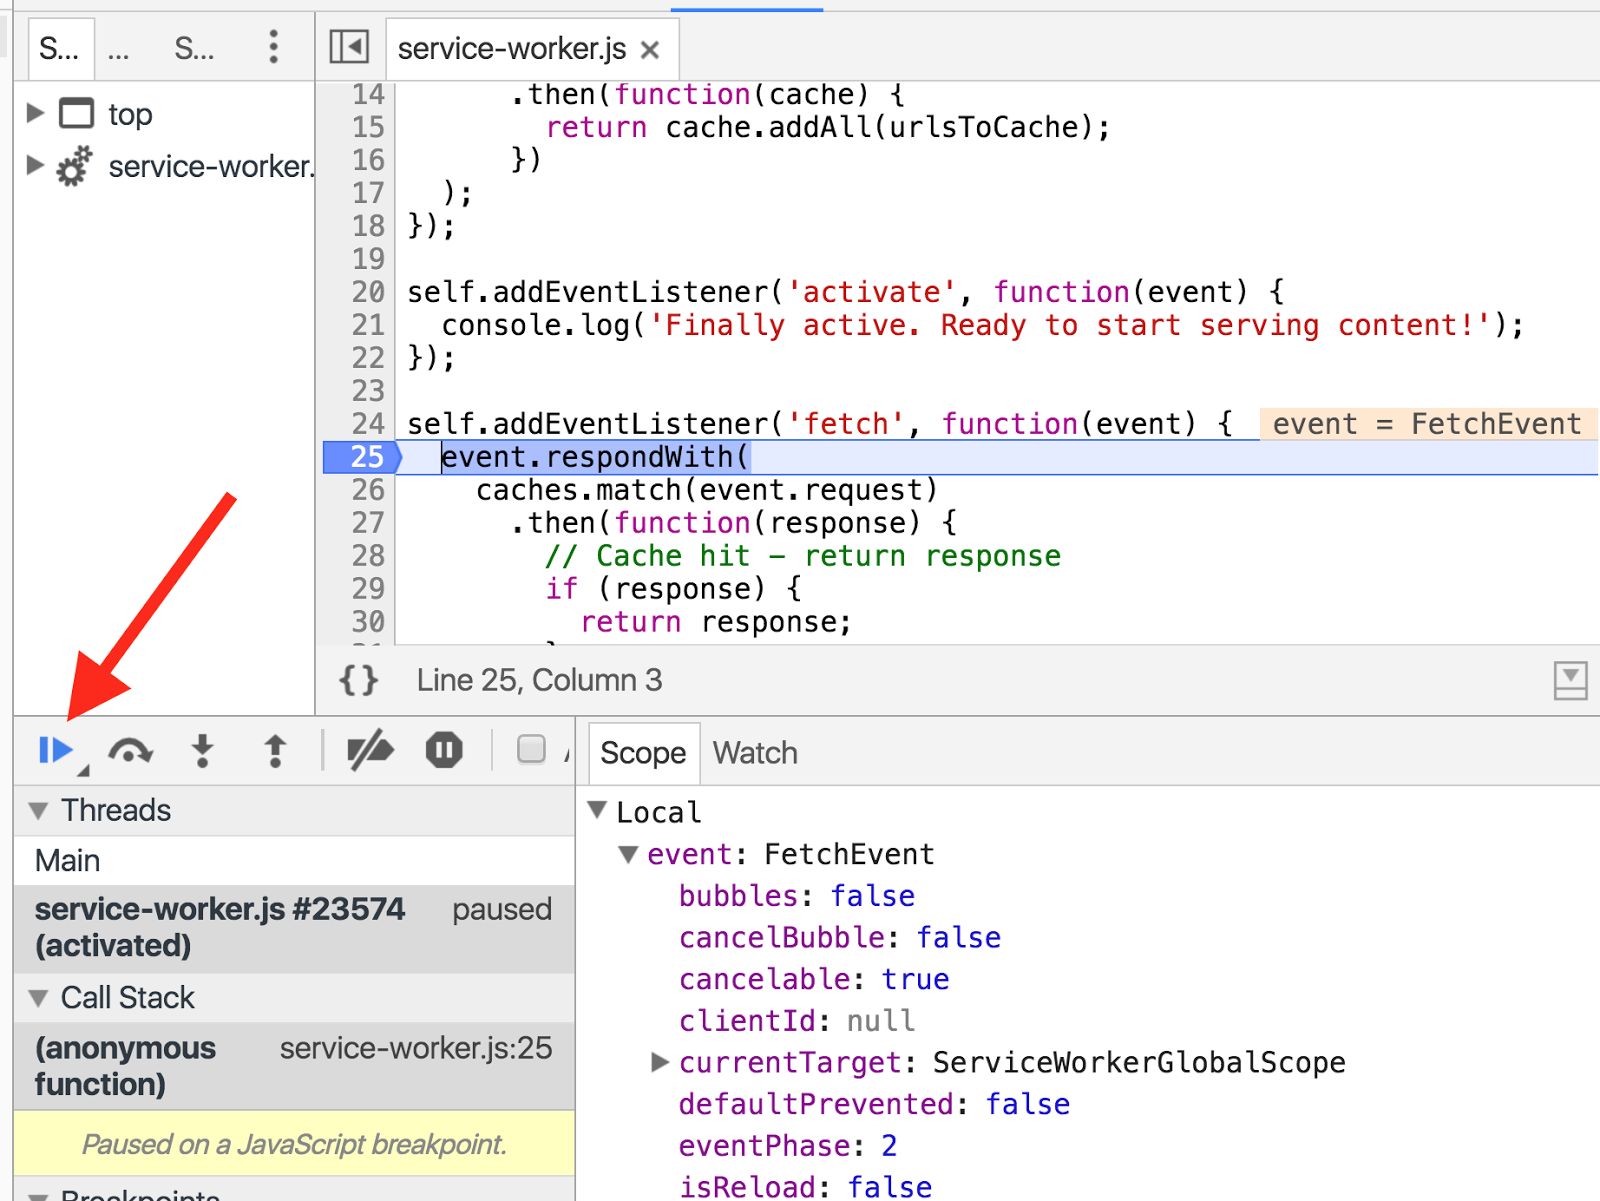 S... ... S...
top
service-worker.
service-worker.js ×
14 .then(function(cache) {
15 return cache.addAll(urlsToCache);
16 })
17 );
18 });
19
20 self.addEventListener('activate', function(event) {
21 console.log('Finally active. Ready to start serving content!');
22 });
23
24 self.addEventListener('fetch', function(event) { event = FetchEvent
25 event.respondWith(
26 caches.match(event.request)
27 .then(function(response) {
28 // Cache hit – return response
29 if (response) {
30 return response;
{} Line 25, Column 3
Threads
Main
service-worker.js #23574 paused
(activated)
Call Stack
(anonymous service-worker.js:25
function)
Paused on a JavaScript breakpoint.
Breakpoints
Scope Watch
Local
event: FetchEvent
bubbles: false
cancelBubble: false
cancelable: true
clientId: null
currentTarget: ServiceWorkerGlobalScope
defaultPrevented: false
eventPhase: 2
isReload: false